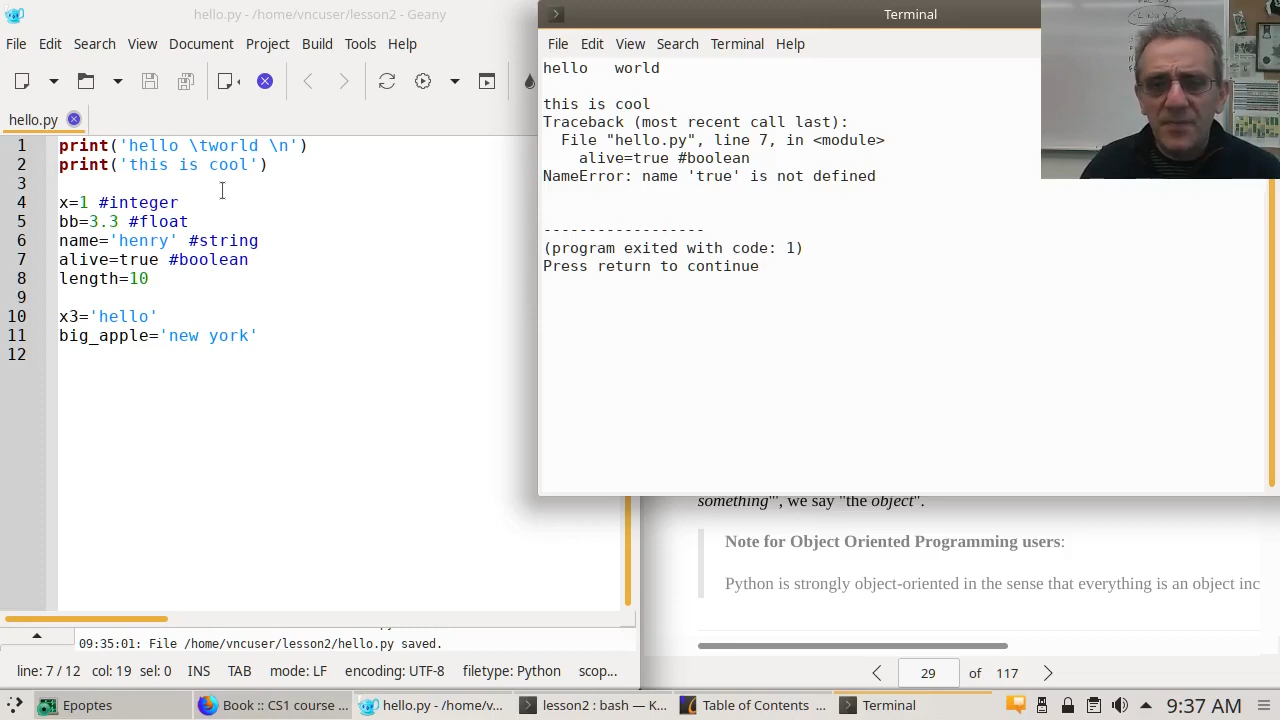 hello.py - /home/vncuser/lesson2 - Geany
File Edit Search View Document Project Build Tools Help
hello.py
1 print('hello \tworld \n')
2 print('this is cool')
3
4 x=1 #integer
5 bb=3.3 #float
6 name='henry' #string
7 alive=true #boolean
8 length=10
9
10 x3='hello'
11 big_apple='new york'
12
09:35:01: File /home/vncuser/lesson2/hello.py saved.
line: 7 / 12 col: 19 sel: 0 INS TAB mode: LF encoding: UTF-8 filetype: Python scop...
Terminal
File Edit View Search Terminal Help
hello   world
this is cool
Traceback (most recent call last):
File "hello.py", line 7, in <module>
alive=true #boolean
NameError: name 'true' is not defined
------------------
(program exited with code: 1)
Press return to continue
something"', we say "the object".
Note for Object Oriented Programming users:
Python is strongly object-oriented in the sense that everything is an object inc
29 of 117
Epoptes
Book :: CS1 course ...
hello.py - /home/v...
lesson2 : bash — K...
Table of Contents ...
Terminal
9:37 AM